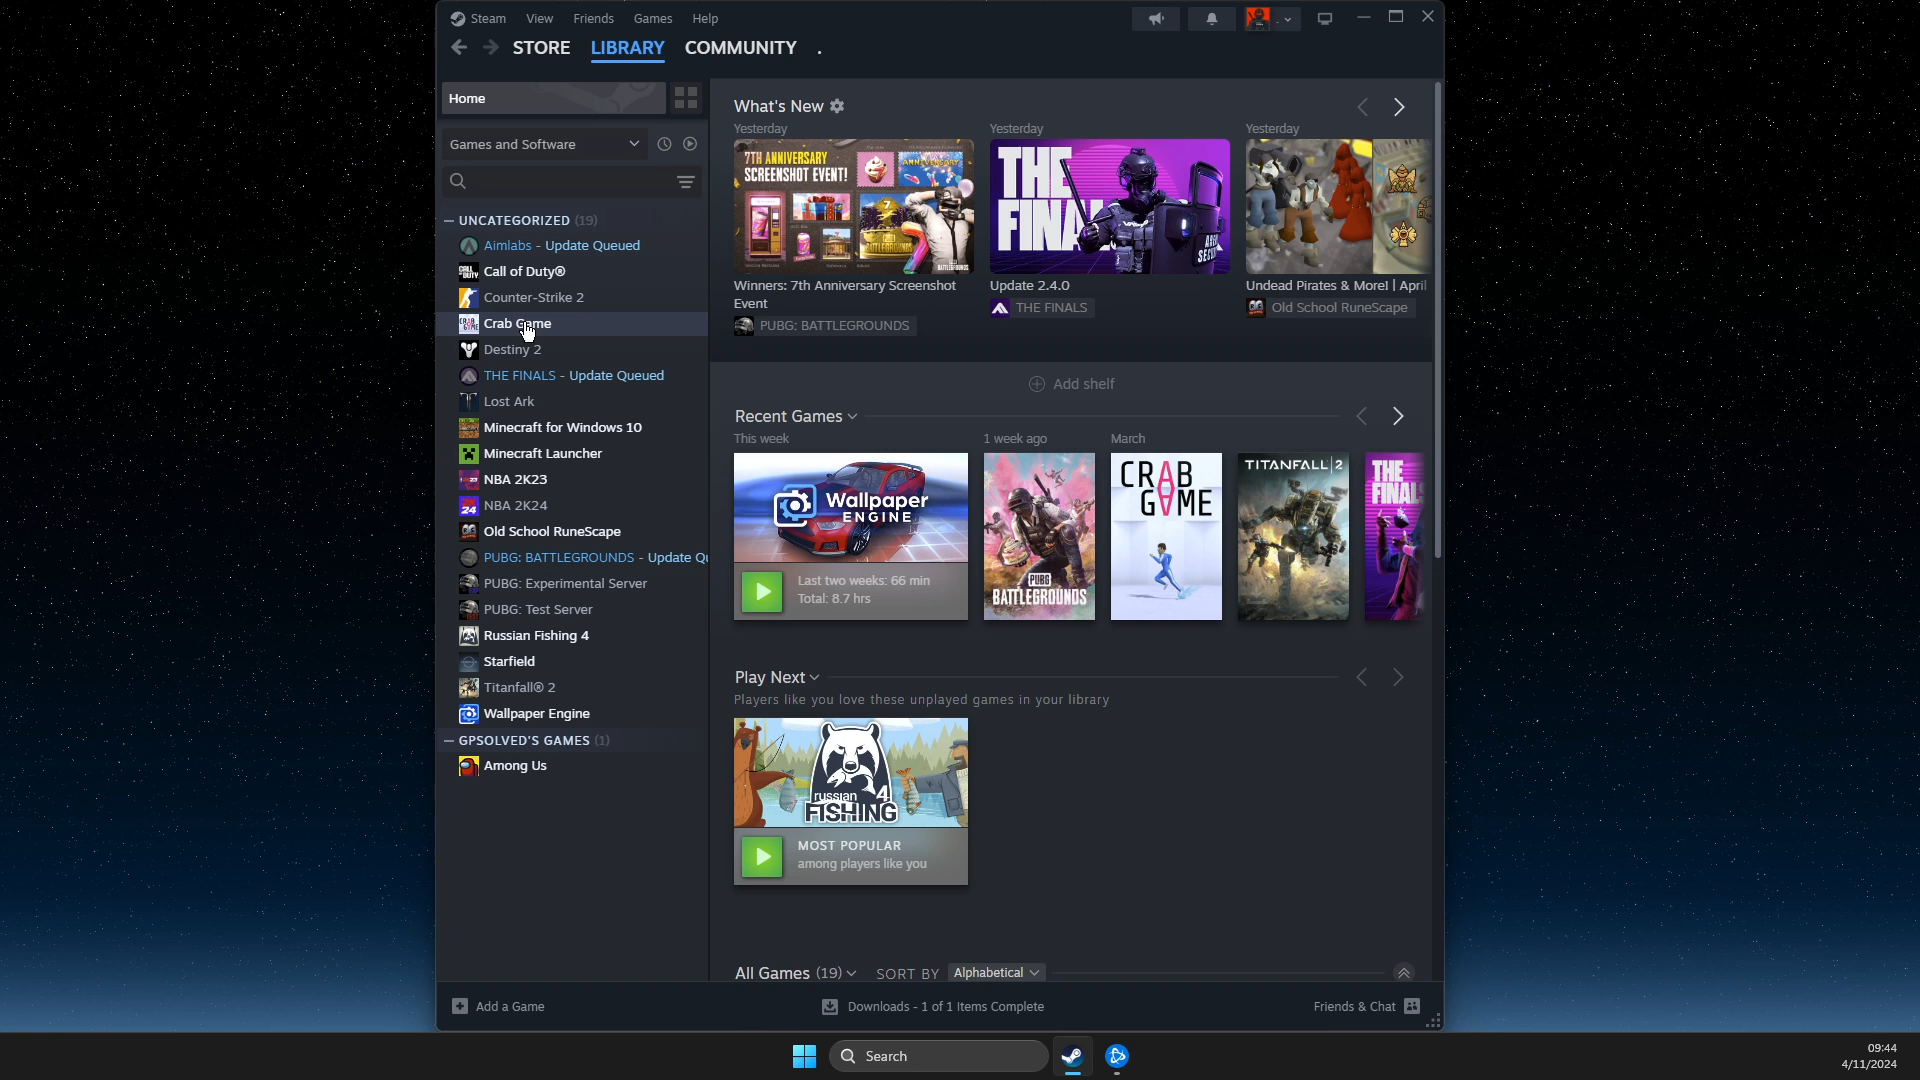 Steam View Friends Games Help
STORE LIBRARY COMMUNITY .
Home
Games and Software
UNCATEGORIZED (19)
Aimlabs - Update Queued
Call of Duty®
Counter-Strike 2
Crab Game
Destiny 2
THE FINALS - Update Queued
Lost Ark
Minecraft for Windows 10
Minecraft Launcher
NBA 2K23
NBA 2K24
Old School RuneScape
PUBG: BATTLEGROUNDS - Update Qu
PUBG: Experimental Server
PUBG: Test Server
Russian Fishing 4
Starfield
Titanfall® 2
Wallpaper Engine
GPSOLVED'S GAMES (1)
Among Us
What's New
Yesterday
7TH ANNIVERSARY
SCREENSHOT EVENT!
Winners: 7th Anniversary Screenshot
Event
PUBG: BATTLEGROUNDS
Yesterday
THE
FINA
Update 2.4.0
THE FINALS
Yesterday
Undead Pirates & More! | April
Old School RuneScape
Add shelf
Recent Games
This week
Wallpaper
ENGINE
Last two weeks: 66 min
Total: 8.7 hrs
1 week ago
PUBG
BATTLEGROUNDS
March
CRAB
GAME
TITANFALL 2
THE
FINAL
Play Next
Players like you love these unplayed games in your library
russian 4
FISHING
MOST POPULAR
among players like you
All Games (19) SORT BY Alphabetical
Add a Game
Downloads - 1 of 1 Items Complete
Friends & Chat
Search
09:44
4/11/2024